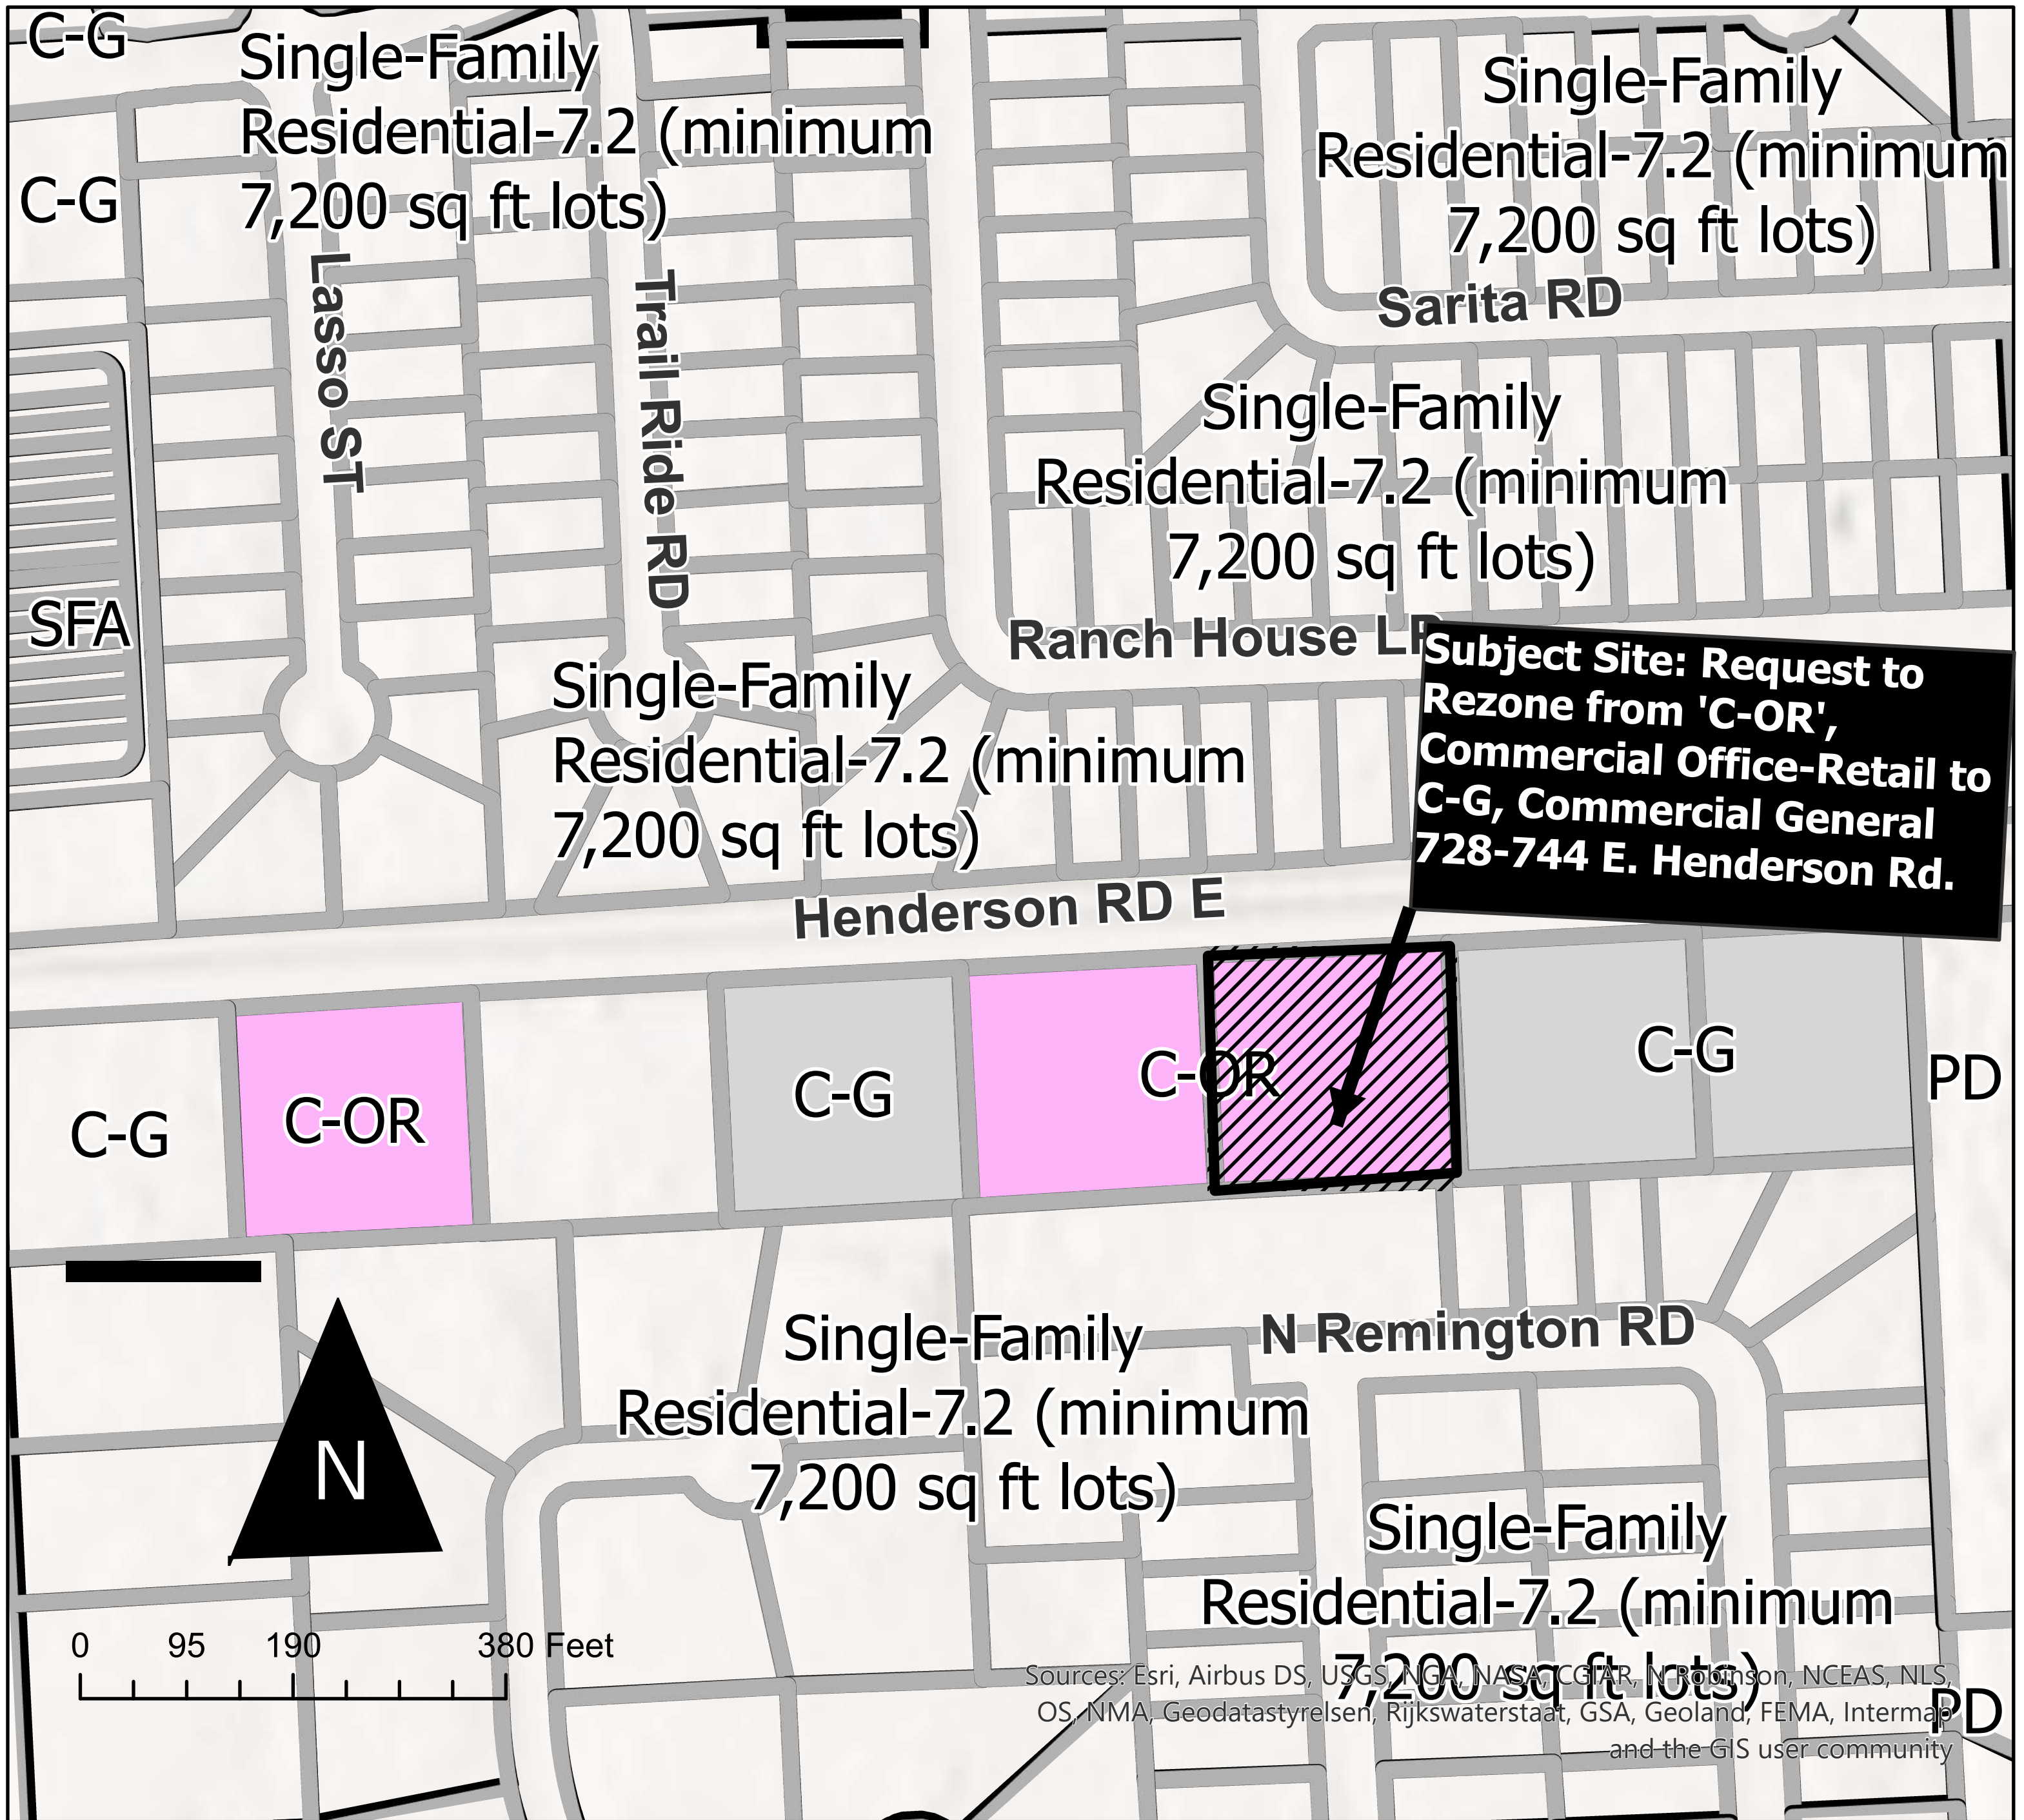 C-G
Single-Family
Residential-7.2 (minimum
7,200 sq ft lots)
Single-Family
Residential-7.2 (minimum
7,200 sq ft lots)
C-G
Lasso ST
Trail Ride RD
Sarita RD
Single-Family
Residential-7.2 (minimum
7,200 sq ft lots)
SFA
Ranch House LP
Subject Site: Request to
Rezone from 'C-OR',
Commercial Office-Retail to
C-G, Commercial General
728-744 E. Henderson Rd.
Single-Family
Residential-7.2 (minimum
7,200 sq ft lots)
Henderson RD E
C-G
C-OR
C-G
C-OR
C-G
PD
N Remington RD
Single-Family
Residential-7.2 (minimum
7,200 sq ft lots)
N
Single-Family
Residential-7.2 (minimum
7,200 sq ft lots)
0 95 190 380 Feet
Sources: Esri, Airbus DS, USGS, NGA, NASA, CGIAR, N Robinson, NCEAS, NLS,
OS, NMA, Geodatastyrelsen, Rijkswaterstaat, GSA, Geoland, FEMA, Intermap
and the GIS user community
PD